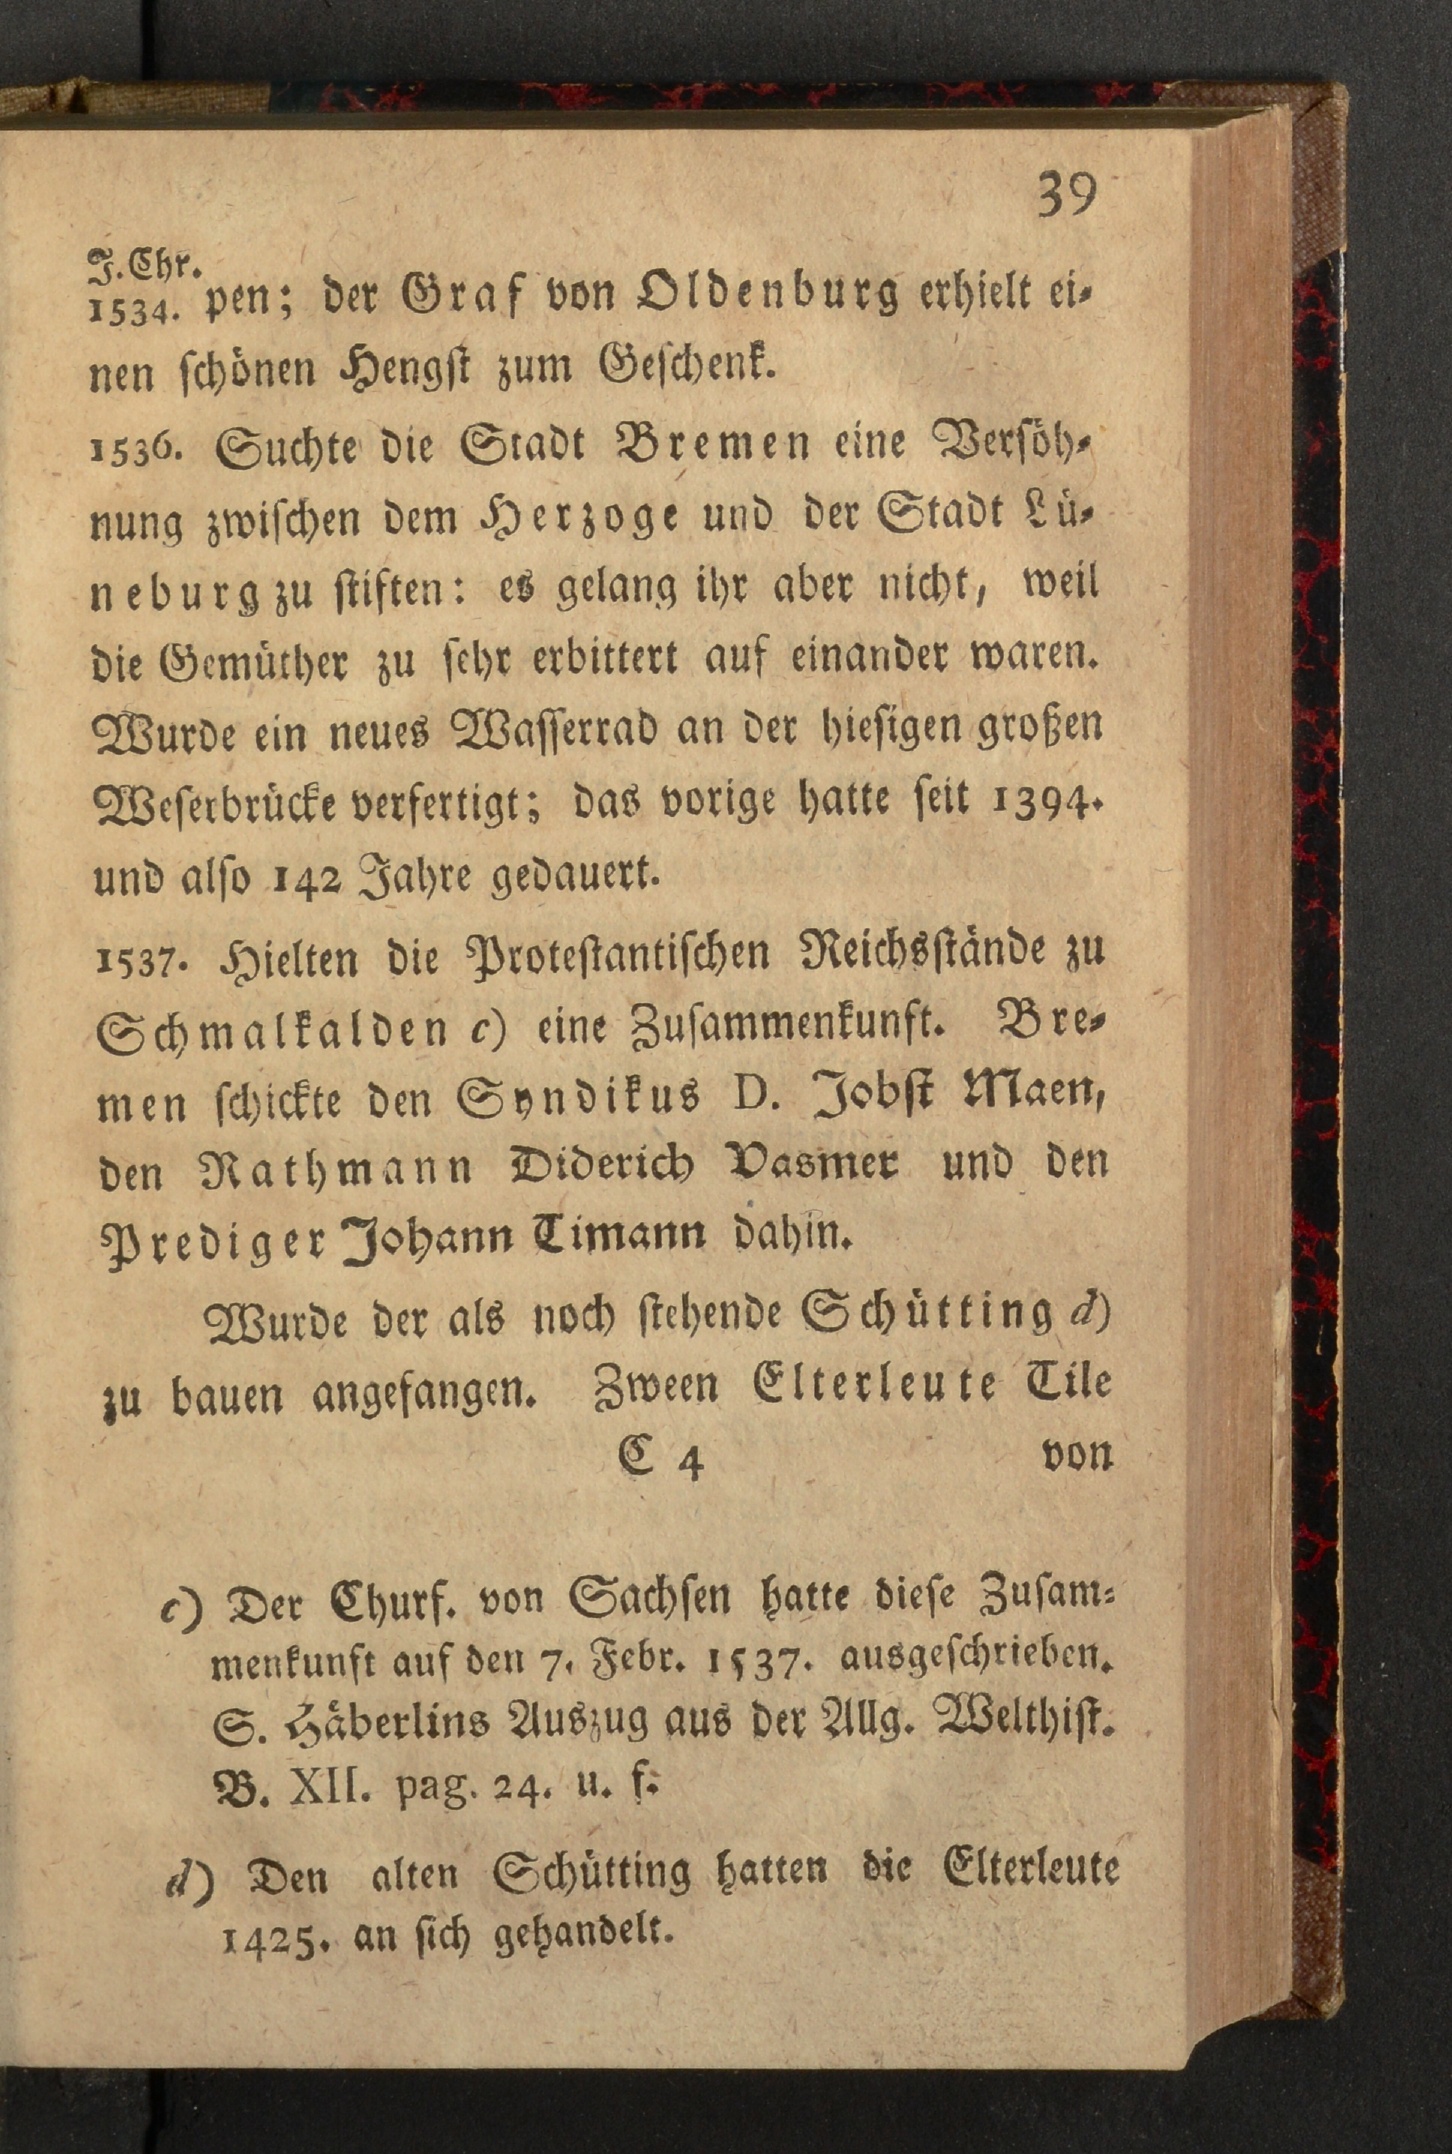 39
J. Chr.
1534. pen; der Graf von Oldenburg erhielt ei-
nen schönen Hengst zum Geschenk.
1536. Suchte die Stadt Bremen eine Versöh-
nung zwischen dem Herzoge und der Stadt Lü-
neburg zu stiften: es gelang ihr aber nicht, weil
die Gemüther zu sehr erbittert auf einander waren.
Wurde ein neues Wasserrad an der hiesigen großen
Weserbrücke verfertigt; das vorige hatte seit 1394.
und also 142 Jahre gedauert.
1537. Hielten die Protestantischen Reichsstände zu
Schmalkalden c) eine Zusammenkunft. Bre-
men schickte den Syndikus D. Jobst Maen,
den Rathmann Diderich Vasmer und den
Prediger Johann Timann dahin.
Wurde der als noch stehende Schütting d)
zu bauen angefangen. Zween Elterleute Tile
C 4 von
c) Der Churf. von Sachsen hatte diese Zusam-
menkunft auf den 7. Febr. 1537. ausgeschrieben.
S. Häberlins Auszug aus der Allg. Welthist.
B. XII. pag. 24. u. f.
d) Den alten Schütting hatten die Elterleute
1425. an sich gehandelt.